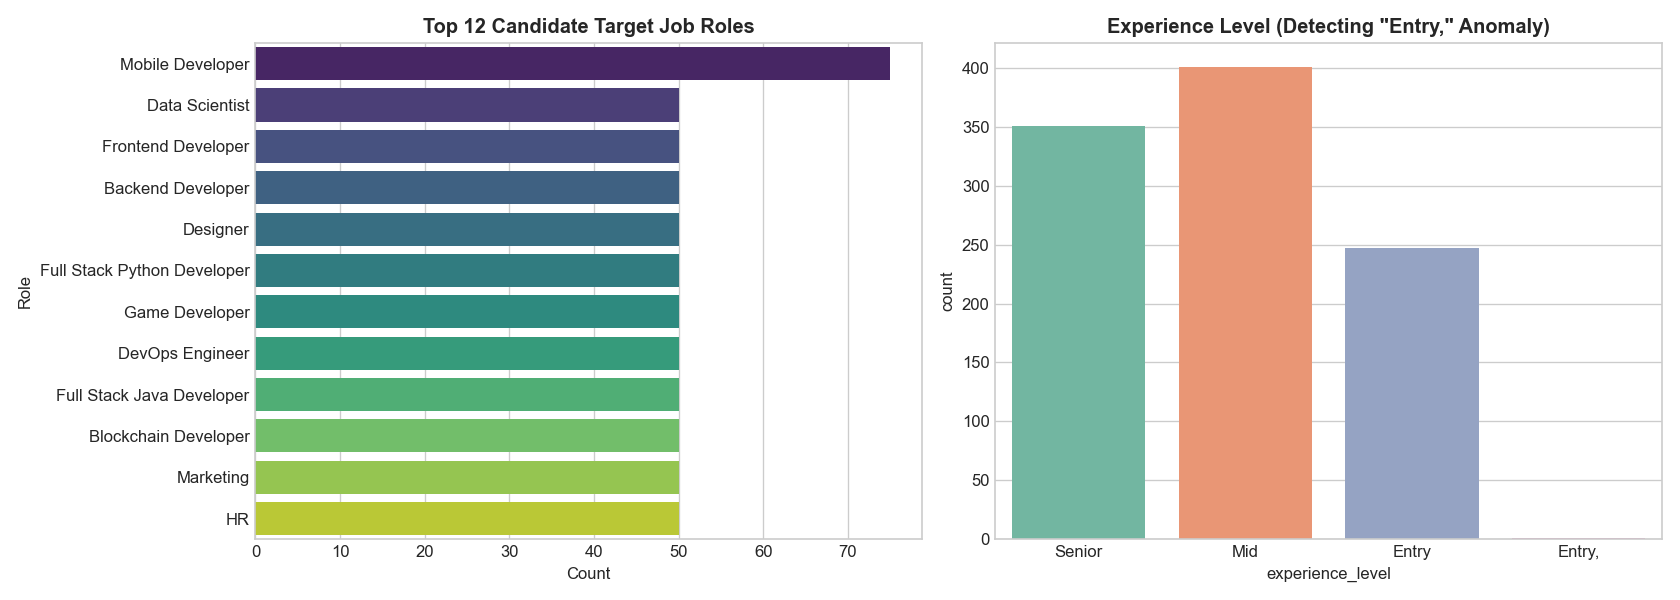 Top 12 Candidate Target Job Roles
Role
Mobile Developer
Data Scientist
Frontend Developer
Backend Developer
Designer
Full Stack Python Developer
Game Developer
DevOps Engineer
Full Stack Java Developer
Blockchain Developer
Marketing
HR
0 10 20 30 40 50 60 70
Count
Experience Level (Detecting "Entry," Anomaly)
count
400
350
300
250
200
150
100
50
0
Senior Mid Entry Entry,
experience_level